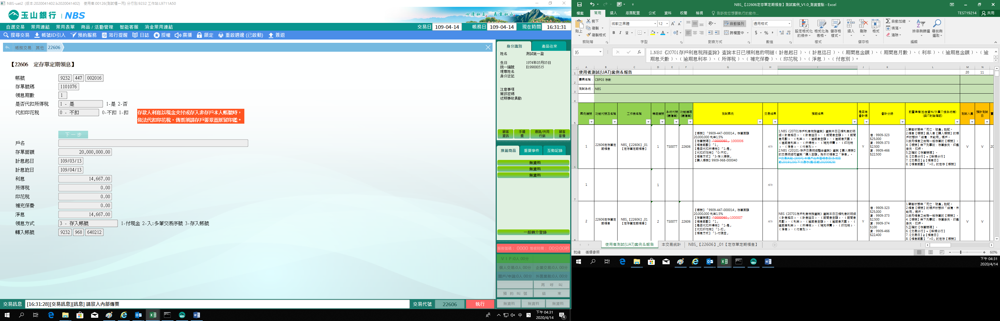 NBS-uat2 (版本:2020041402.b2020041402) 使用者:00126(測試櫃一丙) 分行別:9232 工作站:L9711A50
玉山銀行 | NBS
心清如玉 義重如山
自選交易 常用連結 常用表單 商品 / 活動管理 智能客服 消金常用連結
交易日 109-04-14 帳務日 109-04-14 現在時間 16:31:31
搜尋交易 帳號ID引入 預約服務 蒞行提醒 日誌 授權 廣播 鎖定 重啟週邊 (已啟動) 簽退
帳務交易 其他 22606
【22606 定存單定期領息】
帳號 9232 447 002016
存單號碼 1101076
領息期數 1
是否代扣所得稅 1 - 是 1-是 2-否
代扣印花稅 0 - 不扣 0-不扣 1-扣
存款人利息以現金支付或存入非存戶本人帳號時，
依法代扣印花稅，傳票須請存戶簽章蓋原留印鑑。
下一步
戶名
存單面額 20,000,000.00
計息起日 109/03/13
計息訖日 109/04/13
利息 14,667.00
所得稅 0.00
印花稅 0.00
補充保費 0.00
淨息 14,667.00
領息方式 3 - 存入帳號 1-付現金 2-入:多筆交易序號 3-存入帳號
轉入帳號 9232 968 640212
交易訊息 [16:31:28][交易訊息][訊息] 請放入內部傳票
交易代號 22606 執行
身分識別 產品往來
姓名 測試施一盈
生日 1974年05月05日
統一編號 E199000535
理專姓名
身分註記
注意事項
簡訊密碼
近期事故異動
顧客資訊 手續費 通路/共同行銷 顧客影像
推薦商品 重要事件 互動記錄
無資料
無資料
無資料
一般轉介登錄
服務號碼： 0000 等候時間： 00分00秒
V I P:0人 00分
個人交易:0人 00分 企業交易:0人 00分
開戶/申請:0人 00分 外匯業務:0人 00分
再 呼 叫
預 約 叫 號 結 束
無資料 無資料 無資料
中
下午 04:31
2020/4/14
4
NBS_【22606定存單定期領息】測試案例_V1.0_測資盤點 - Excel
檔案 常用 插入 版面配置 公式 資料 校閱 檢視 告訴我您想要執行的動作... TEST19214 共用
貼上 剪下 複製 複製格式 剪貼簿
微軟正黑體 12 B I U 字型
自動換列 跨欄置中 對齊方式
通用格式 $ % 數值
設定格式化的條件 格式化為表格 儲存格樣式 樣式
插入 刪除 格式 儲存格
自動加總 填滿 清除 排序與篩選 尋找與選取 編輯
I6
1.NBS《20701存戶利息稅務查詢》查詢本日已領利息的明細﹝計息起日﹞、﹝計息迄日﹞、﹝期間息金額﹞、﹝期間息月數﹞、﹝利率﹞、﹝逾期息金額﹞、﹝逾
期息天數﹞、﹝逾期息利率﹞、﹝所得稅﹞、﹝補充保費﹞、﹝印花稅﹞、﹝淨息﹞、﹝付息別﹞。
A B C D E F G H I J K L M N
1 使用者測試(UAT)案例＆報告 20 11
2 專案名稱： CBP03 存款
3 測試系統： NBS
4
5 案例編號 功能代號及名稱 工作表名稱 情境編號 系統代號(請隱藏) 功能編碼(請隱藏) 測試案例 交易結果 預期結果 是否有會計帳 會計分錄 前置準備(包含資料/外圍介接系統等)(與IT討論確認) 測試人員 預計測試日
6
1
22606定存單定期領息
NBS_【22606】_01【定存單定期領息】
1 TS0077 22606
【帳號】「9909-447-000014」存單面額
20,000,000 利率1.5%
【存單號碼】「0000060」 1000006
【領息期數】「1」
【是否代扣所得稅】「1-是」
【代扣印花稅】「0-不扣」
【領息方式】「3-存入帳號」
【轉入帳號】9909-968-000040
成功
1.NBS《20701存戶利息稅務查詢》查詢本日已領利息的明
細﹝計息起日﹞、﹝計息迄日﹞、﹝期間息金額﹞、﹝期間
息月數﹞、﹝利率﹞、﹝逾期息金額﹞、﹝逾期息天數﹞、
﹝逾期息利率﹞、﹝所得稅﹞、﹝補充保費﹞、﹝印花稅
﹞、﹝淨息﹞、﹝付息別﹞。
2.NBS《20101-存戶交易明細整合查詢》查詢【轉入帳號】
的交易明細可查詢「轉入金額」為本次領息之「淨息」。
Y
借：9909-323
$25,000
貸：9909-373
$2,500
貸：9909-466
$22,500
1.顧客狀態無「死亡、破產」註記。
2.領息【帳號】與入息【轉入帳號】的帳
戶狀態非「結清、未啟用」帳戶。
3.按月領息之台幣一般存單的【帳號】。
4.【帳號】無下列事故：存單掛失、印鑑
掛失、扣押。
5.正確的【存單號碼】。
6.【交易分行】=【設帳分行】
7.【交易日】≧【領息日】
8.【領息期數】「>0」的定存【帳號】
V V
7 1 1 成功
8
2
22606定存單定期領息
NBS_【22606】_01【定存單定期領息】
2 TS0077 22606
【帳號】「9909-447-000014」存單面額
20,000,000 利率1.5%
【存單號碼】「0000060」1000007
【領息期數】「1」
【是否代扣所得稅】「1-是」
【代扣印花稅】「1-扣」
【領息方式】「1-付現金」
成功
NBS《20701存戶利息稅務查詢》查詢本日已領利息的明細
﹝計息起日﹞、﹝計息迄日﹞、﹝期間息金額﹞、﹝期間息
月數﹞、﹝利率﹞、﹝逾期息金額﹞、﹝逾期息天數﹞、
﹝逾期息利率﹞、﹝所得稅﹞、﹝補充保費﹞、﹝印花稅﹞、
﹝淨息﹞、﹝付息別﹞。
Y
借：9909-323
$25,000
貸：9909-373
$2,500
貸：9909-374
$100
貸：9909-466
$22,400
1.顧客狀態無「死亡、破產」註記。
2.領息【帳號】的帳戶狀態非「結清、未
啟用」帳戶。
3.按月領息之台幣一般存單的【帳號】。
4.【帳號】無下列事故：存單掛失、印鑑
掛失、扣押。
5.正確的【存單號碼】。
6.【交易分行】=【設帳分行】
7.【交易日】≧【領息日】
8.【領息期數】「>0」的定存【帳號】
V V
使用者測試(UAT)案例＆報告 本交易統計 NBS_【22606】_01【定存單定期領息】
就緒 循環參照 60%
下午 04:31
2020/4/14